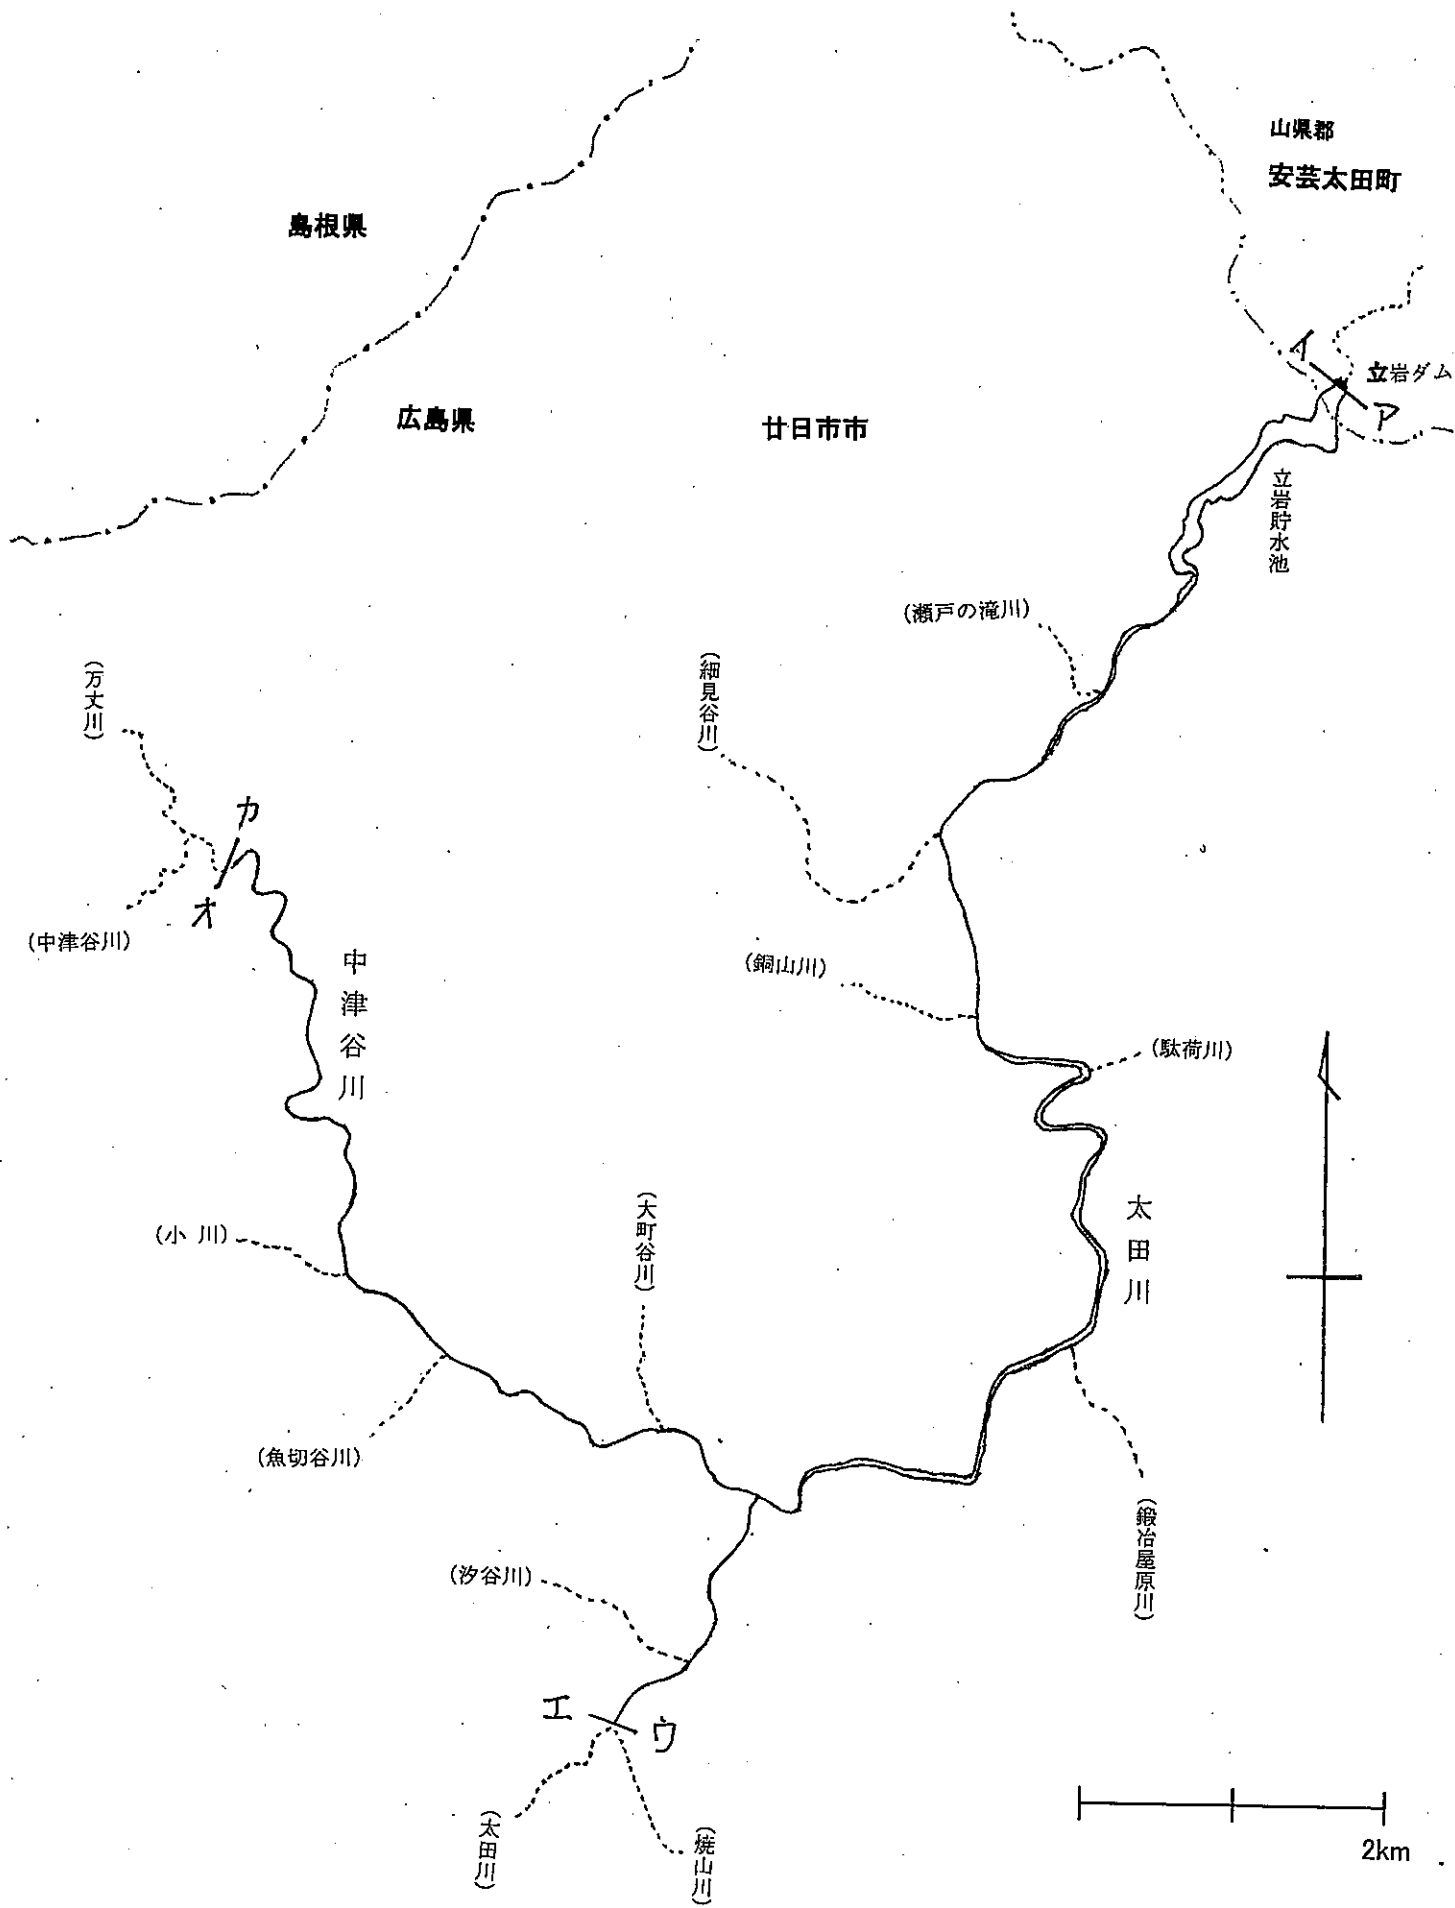 山県郡
安芸太田町
島根県
イ
立岩ダム
ア
広島県
廿日市市
立岩貯水池
(瀬戸の滝川)
(細見谷川)
(万丈川)
カ
オ
(中津谷川)
中津谷川
(銅山川)
(駄荷川)
太田川
(小川)
(大町谷川)
(魚切谷川)
(鍛冶屋原川)
(汐谷川)
エ
ウ
(太田川)
(焼山川)
2km